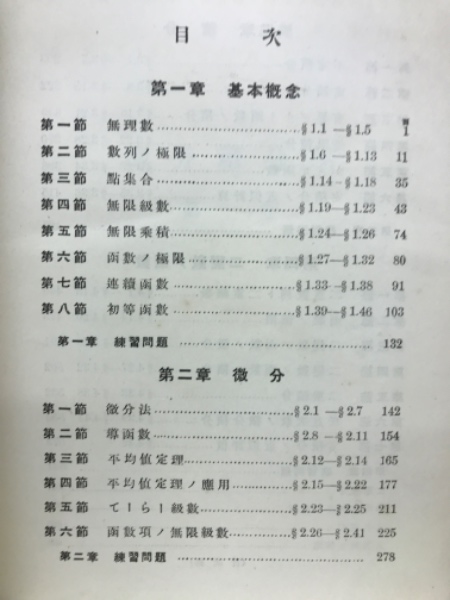 目次
第一章 基本概念
第一節 無理數 §1.1—§1.5 1
第二節 數列ノ極限 §1.6—§1.13 11
第三節 點集合 §1.14—§1.18 35
第四節 無限級數 §1.19—§1.23 43
第五節 無限乘積 §1.24—§1.26 74
第六節 函數ノ極限 §1.27—§1.32 80
第七節 連續函數 §1.33—§1.38 91
第八節 初等函數 §1.39—§1.46 103
第一章 練習問題 132
第二章 微分
第一節 微分法 §2.1—§2.7 142
第二節 導函數 §2.8—§2.11 154
第三節 平均値定理 §2.12—§2.14 165
第四節 平均値定理ノ應用 §2.15—§2.22 177
第五節 てーらー級數 §2.23—§2.25 211
第六節 函數項ノ無限級數 §2.26—§2.41 225
第二章 練習問題 278